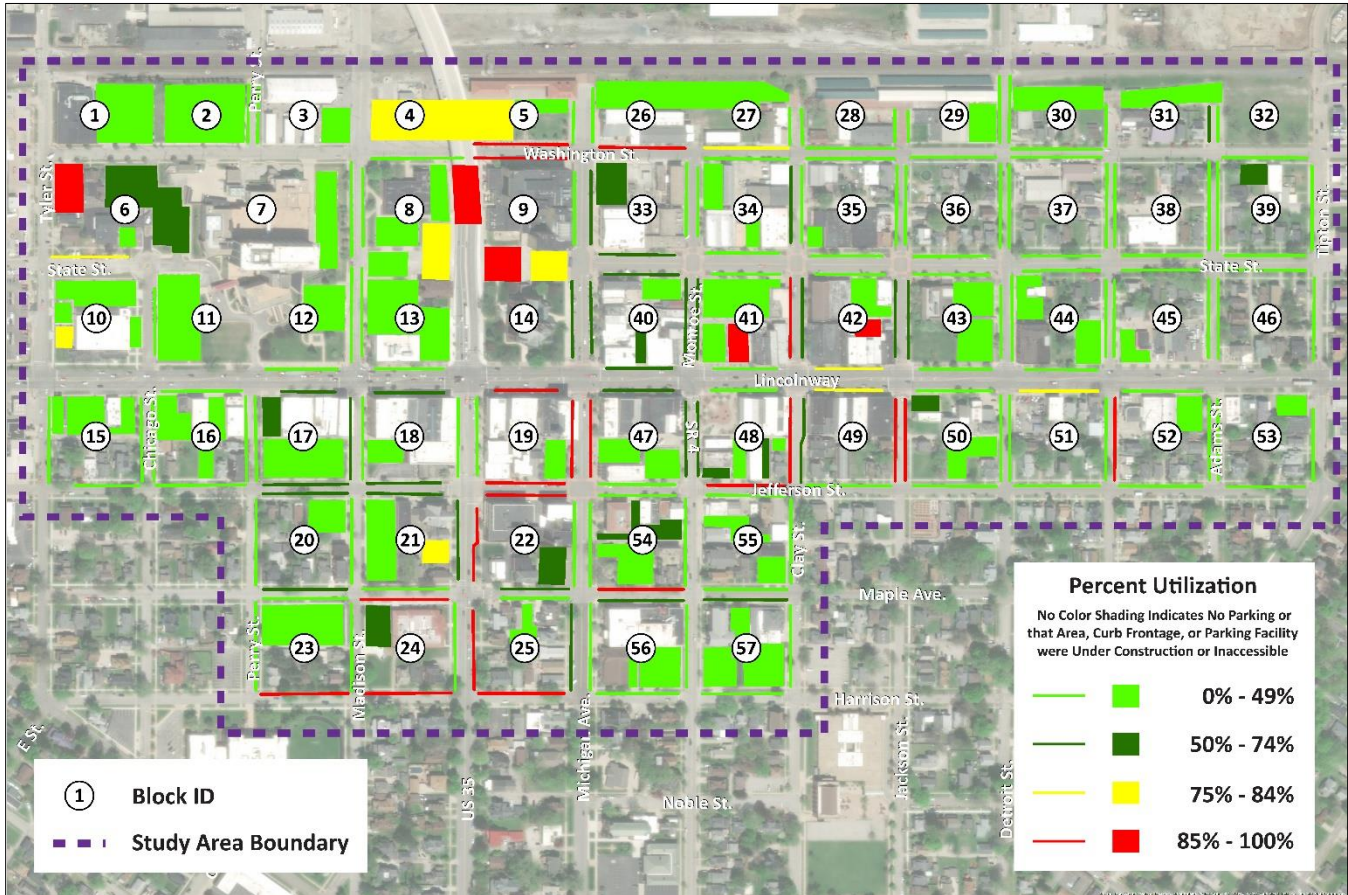 Perry St.
1
2
3
4
5
26
27
28
29
30
31
32
Washington St
Tyler St.
6
7
8
9
33
34
35
36
37
38
39
Tipton St.
State St.
State St.
10
11
12
13
14
40
Monroe St.
41
42
43
44
45
46
Lincolnway
15
Chicago St.
16
17
18
19
47
SR 4
48
49
50
51
52
Adams St.
53
Jefferson St.
20
21
22
54
55
Clay St.
Maple Ave.
Perry St.
23
Madison St.
24
25
56
57
Harrison St.
E St.
US 35
Michigan Ave.
Noble St.
Jackson St.
Detroit St.
1 Block ID
Study Area Boundary
Percent Utilization
No Color Shading Indicates No Parking or
that Area, Curb Frontage, or Parking Facility
were Under Construction or Inaccessible
0% - 49%
50% - 74%
75% - 84%
85% - 100%